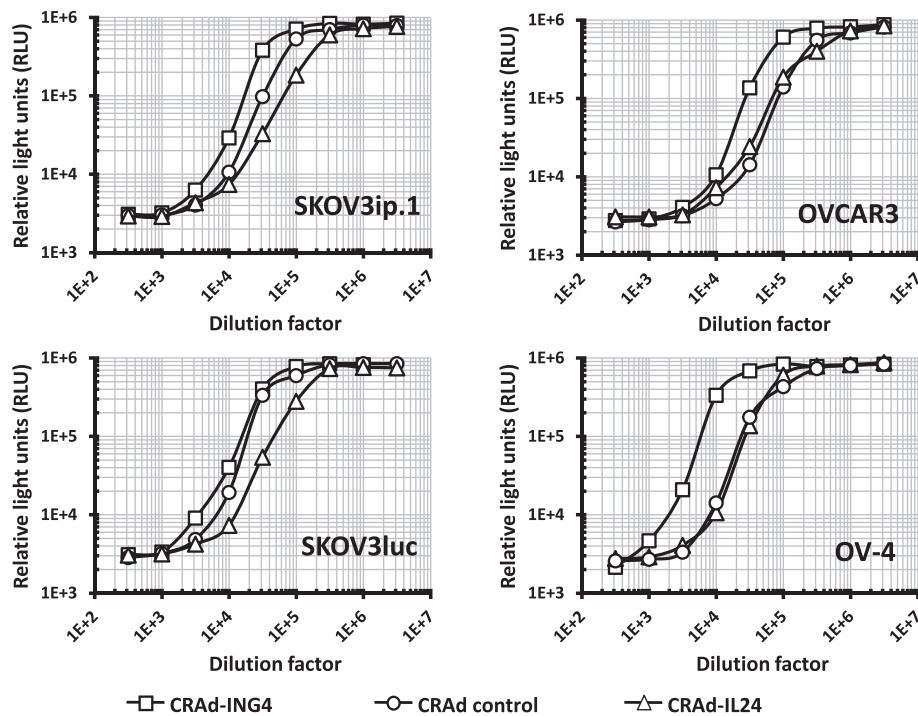 Relative light units (RLU)
1E+6
1E+5
1E+4
1E+3
SKOV3ip.1
1E+2
1E+3
1E+4
1E+5
1E+6
1E+7
Dilution factor
Relative light units (RLU)
1E+6
1E+5
1E+4
1E+3
OVCAR3
1E+2
1E+3
1E+4
1E+5
1E+6
1E+7
Dilution factor
Relative light units (RLU)
1E+6
1E+5
1E+4
1E+3
SKOV3luc
1E+2
1E+3
1E+4
1E+5
1E+6
1E+7
Dilution factor
Relative light units (RLU)
1E+6
1E+5
1E+4
1E+3
OV-4
1E+2
1E+3
1E+4
1E+5
1E+6
1E+7
Dilution factor
CRAd-ING4
CRAd control
CRAd-IL24